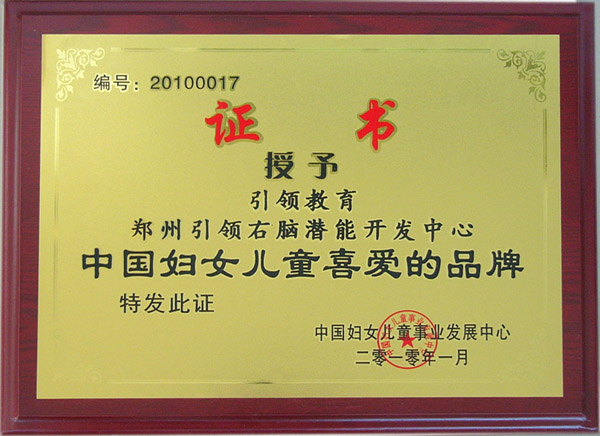 编号：20100017
证书
授予
引领教育
郑州引领右脑潜能开发中心
中国妇女儿童喜爱的品牌
特发此证
中国妇女儿童事业发展中心
二零一零年一月